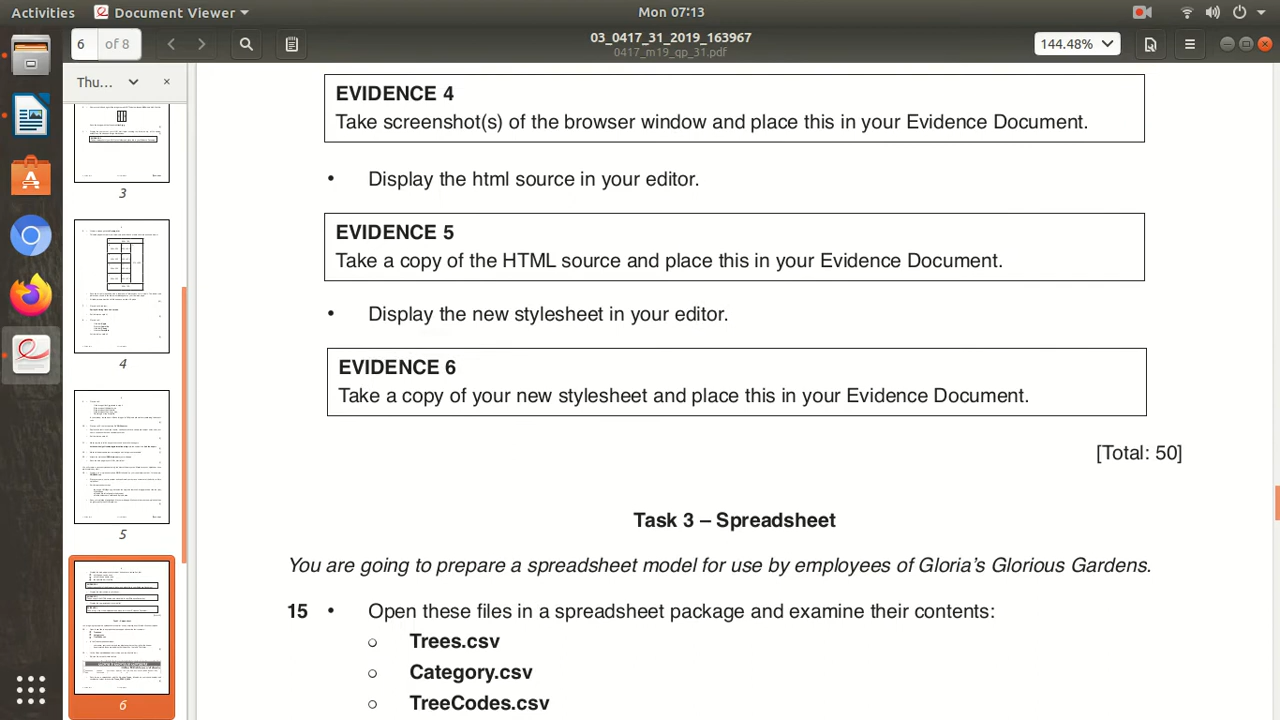 Activities
Document Viewer
Mon 07:13
6
of 8
03_0417_31_2019_163967
0417_m19_qp_31.pdf
144.48%
Thu...
×
3
4
5
6
EVIDENCE 4
Take screenshot(s) of the browser window and place this in your Evidence Document.
• Display the html source in your editor.
EVIDENCE 5
Take a copy of the HTML source and place this in your Evidence Document.
• Display the new stylesheet in your editor.
EVIDENCE 6
Take a copy of your new stylesheet and place this in your Evidence Document.
[Total: 50]
Task 3 – Spreadsheet
You are going to prepare a spreadsheet model for use by employees of Gloria's Glorious Gardens.
15 • Open these files in a spreadsheet package and examine their contents:
○ Trees.csv
○ Category.csv
○ TreeCodes.csv